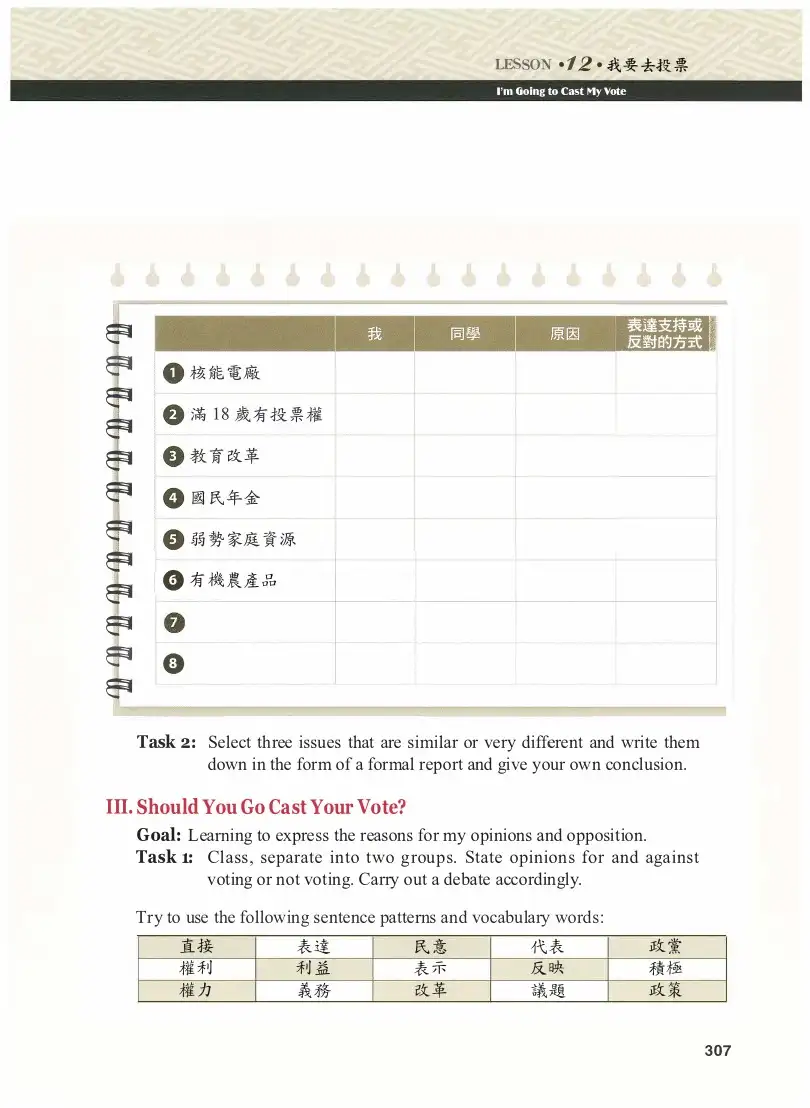 LESSON •12• 我要去投票
I'm Going to Cast My Vote
我 同學 原因 表達支持或
反對的方式
1 核能電廠
2 滿 18 歲有投票權
3 教育改革
4 國民年金
5 弱勢家庭資源
6 有機農產品
7
8
Task 2: Select three issues that are similar or very different and write them
down in the form of a formal report and give your own conclusion.
III. Should You Go Cast Your Vote?
Goal: Learning to express the reasons for my opinions and opposition.
Task 1: Class, separate into two groups. State opinions for and against
voting or not voting. Carry out a debate accordingly.
Try to use the following sentence patterns and vocabulary words:
直接 表達 民意 代表 政黨
權利 利益 表示 反映 積極
權力 義務 改革 議題 政策
307